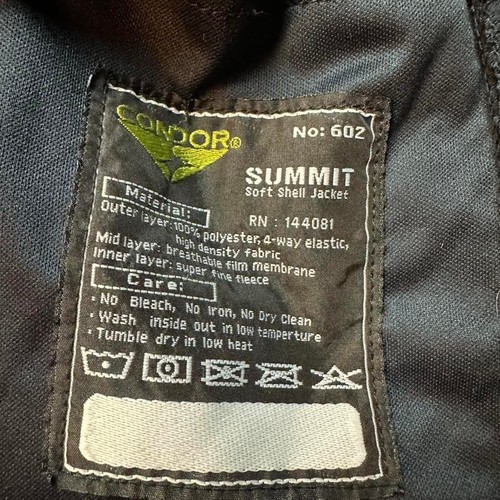 CONDOR®
No: 602
SUMMIT
Soft Shell Jacket
Material:
RN : 144081
Outer layer: 100% polyester, 4-way elastic,
high density fabric
Mid layer: breathable film membrane
Inner layer: super fine fleece
Care:
· No Bleach, No Iron, No Dry Clean
· Wash inside out in low temperture
· Tumble dry in low heat